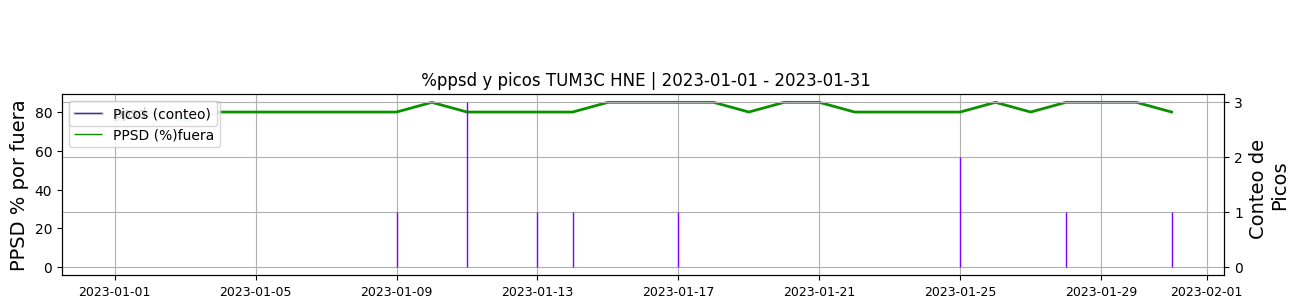 %ppsd y picos TUM3C HNE | 2023-01-01 - 2023-01-31
PPSD % por fuera
80
60
40
20
0
Picos (conteo)
PPSD (%)fuera
3
2
1
0
Conteo de
Picos
2023-01-01 2023-01-05 2023-01-09 2023-01-13 2023-01-17 2023-01-21 2023-01-25 2023-01-29 2023-02-01